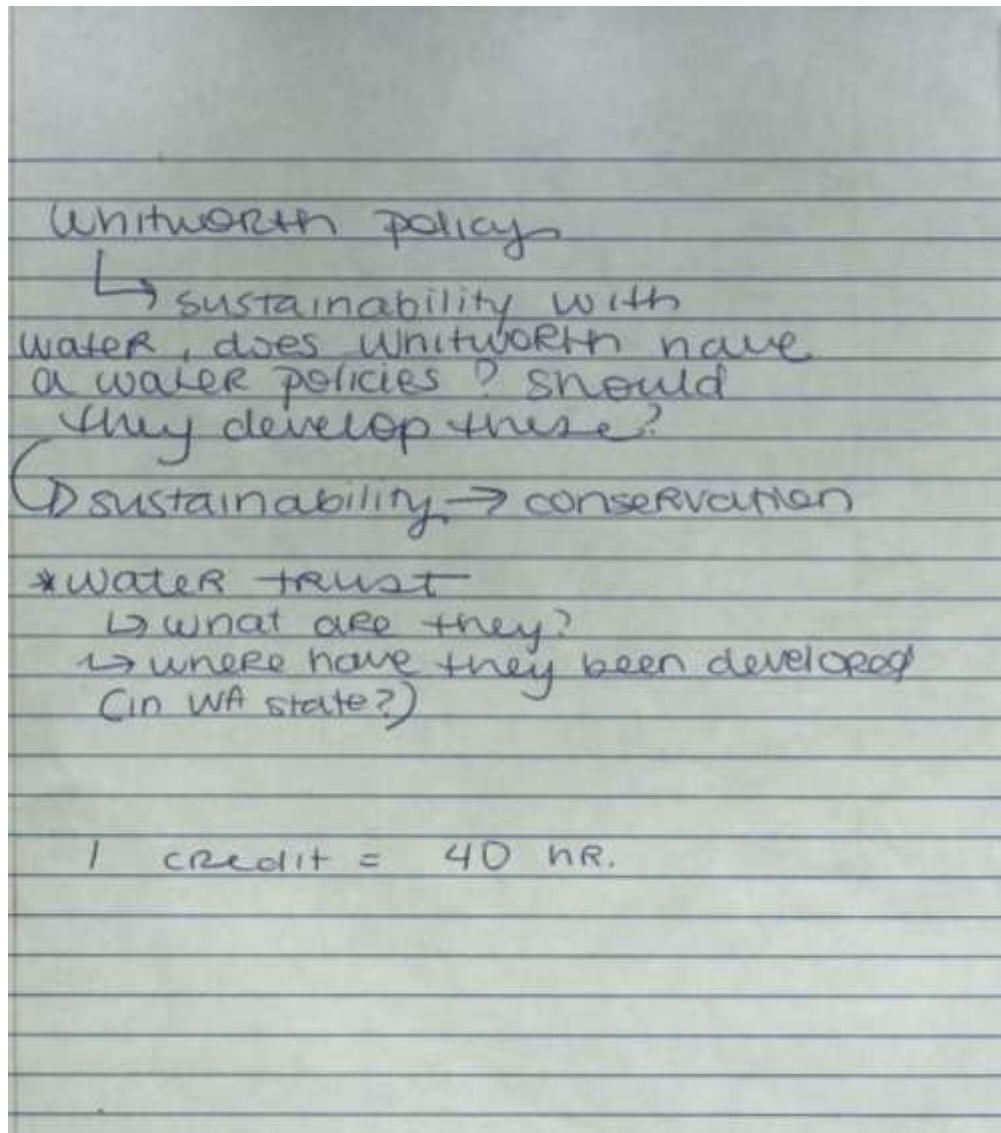 Whitworth policy
↳ sustainability with
water, does Whitworth have
a water policies? should
they develop these?
↳ sustainability → conservation
*water trust
↳ what are they?
↳ where have they been developed
(in WA state?)
1 credit = 40 hr.